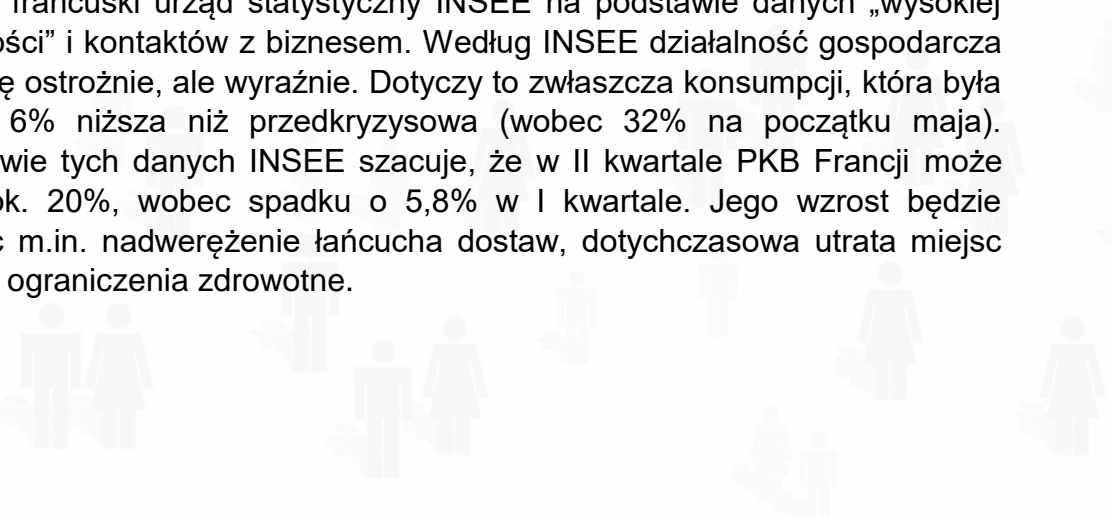 francuski urząd statystyczny INSEE na podstawie danych „wysokiej
ości” i kontaktów z biznesem. Według INSEE działalność gospodarcza
ę ostrożnie, ale wyraźnie. Dotyczy to zwłaszcza konsumpcji, która była
6% niższa niż przedkryzysowa (wobec 32% na początku maja).
wie tych danych INSEE szacuje, że w II kwartale PKB Francji może
ok. 20%, wobec spadku o 5,8% w I kwartale. Jego wzrost będzie
ć m.in. nadwerężenie łańcucha dostaw, dotychczasowa utrata miejsc
ograniczenia zdrowotne.